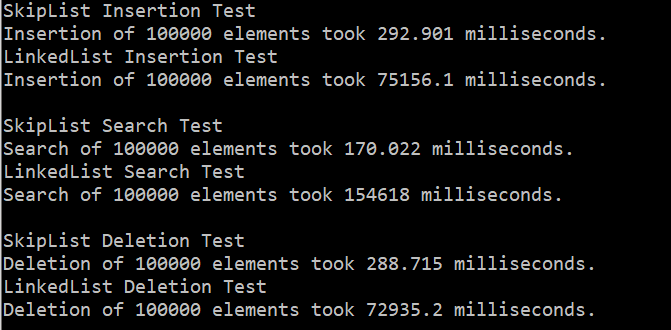 SkipList Insertion Test
Insertion of 100000 elements took 292.901 milliseconds.
LinkedList Insertion Test
Insertion of 100000 elements took 75156.1 milliseconds.
SkipList Search Test
Search of 100000 elements took 170.022 milliseconds.
LinkedList Search Test
Search of 100000 elements took 154618 milliseconds.
SkipList Deletion Test
Deletion of 100000 elements took 288.715 milliseconds.
LinkedList Deletion Test
Deletion of 100000 elements took 72935.2 milliseconds.